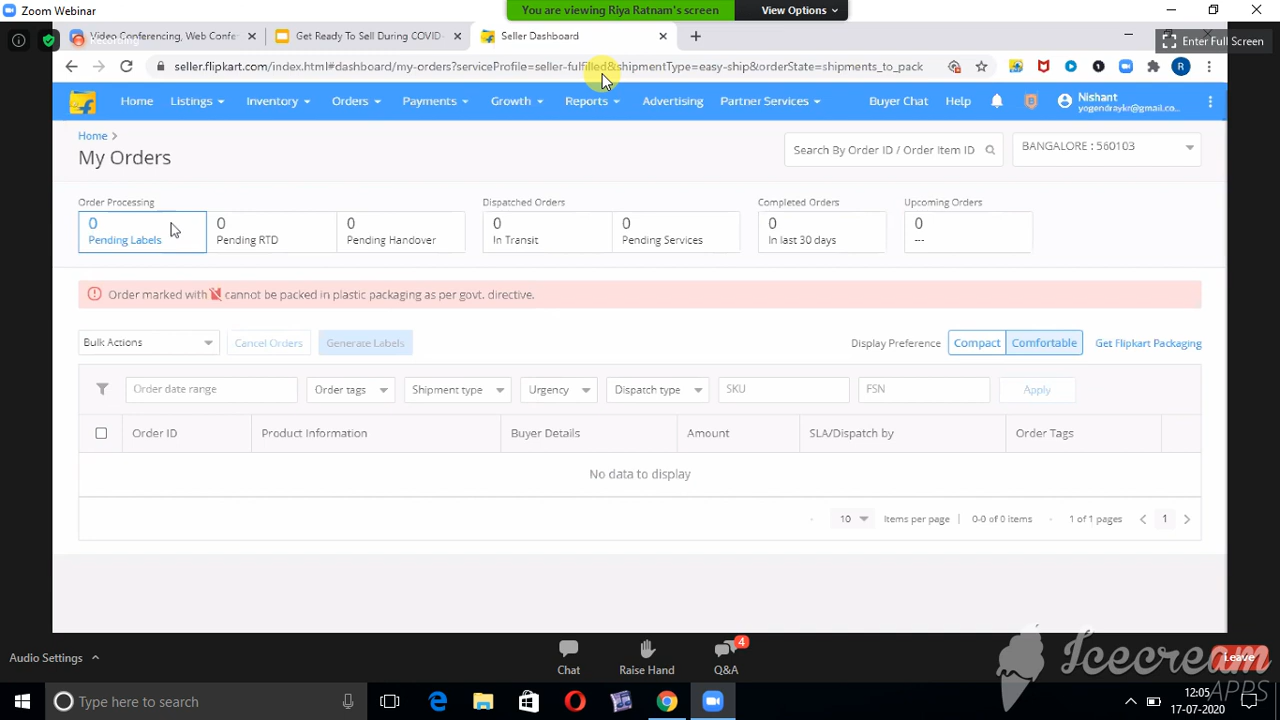 Zoom Webinar
You are viewing Riya Ratnam's screen
View Options
Recording
Video Conferencing, Web Confe
Get Ready To Sell During COVID-
Seller Dashboard
Enter Full Screen
seller.flipkart.com/index.html#dashboard/my-orders?serviceProfile=seller-fulfilled&shipmentType=easy-ship&orderState=shipments_to_pack
R
Home Listings Inventory Orders Payments Growth Reports Advertising Partner Services Buyer Chat Help
Nishant
yogendraykr@gmail.co...
Home
My Orders
Search By Order ID / Order Item ID
BANGALORE : 560103
Order Processing Dispatched Orders Completed Orders Upcoming Orders
0 0 0 0 0 0 0
Pending Labels Pending RTD Pending Handover In Transit Pending Services In last 30 days ---
Order marked with cannot be packed in plastic packaging as per govt. directive.
Bulk Actions Cancel Orders Generate Labels Display Preference Compact Comfortable Get Flipkart Packaging
Order date range Order tags Shipment type Urgency Dispatch type SKU FSN Apply
Order ID Product Information Buyer Details Amount SLA/Dispatch by Order Tags
No data to display
10 Items per page 0-0 of 0 items 1 of 1 pages 1
Audio Settings
Chat
Raise Hand
4
Q&A
Leave
Icecream
APPS
Type here to search
12:05
17-07-2020